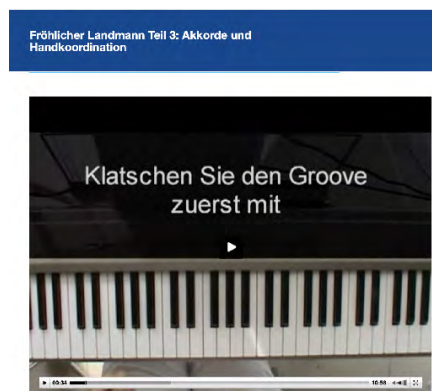 Fröhlicher Landmann Teil 3: Akkorde und
Handkoordination
Klatschen Sie den Groove
zuerst mit
00:34
10:58